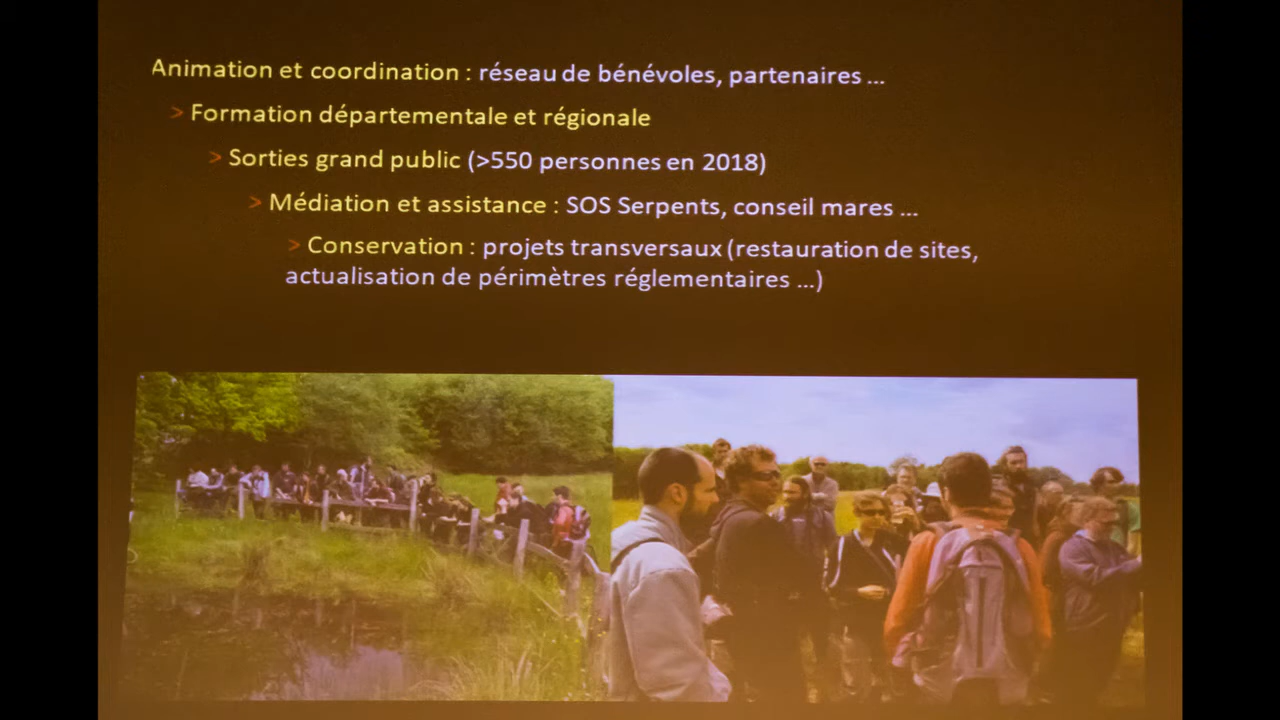 Animation et coordination : réseau de bénévoles, partenaires ...
> Formation départementale et régionale
> Sorties grand public (>550 personnes en 2018)
> Médiation et assistance : SOS Serpents, conseil mares ...
> Conservation : projets transversaux (restauration de sites,
actualisation de périmètres réglementaires ...)